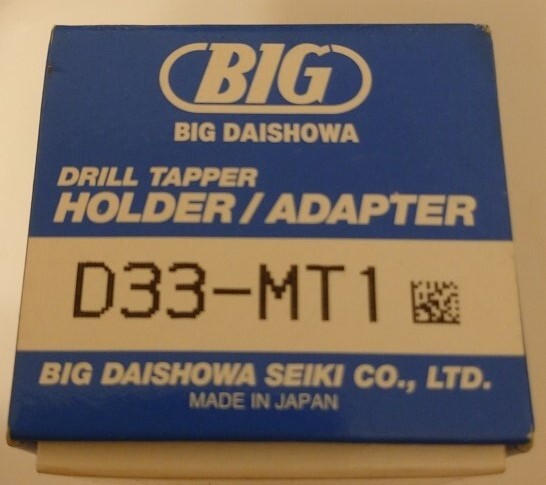 BIG
BIG DAISHOWA
DRILL TAPPER
HOLDER/ADAPTER
D33-MT1
BIG DAISHOWA SEIKI CO., LTD.
MADE IN JAPAN